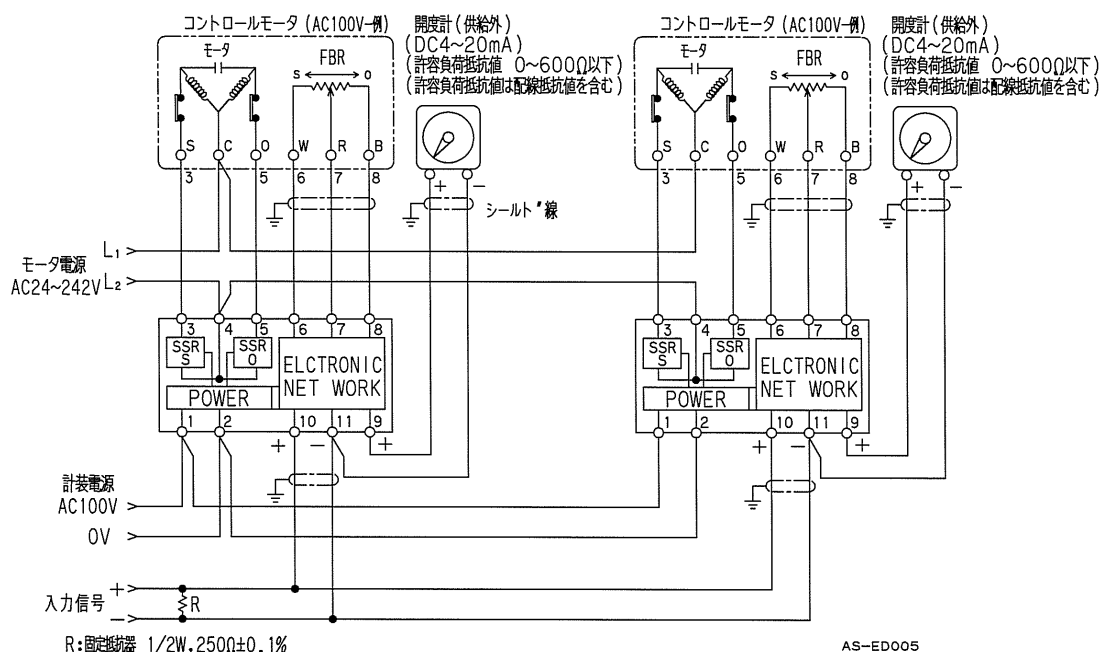 コントロールモータ (AC100V一例)
モータ
FBR
S
O
S
C
O
W
R
B
3
5
6
7
8
開度計 (供給外)
(DC4~20mA)
(許容負荷抵抗値 0~600Ω以下)
(許容負荷抵抗値は配線抵抗値を含む)
+
-
シールド線
コントロールモータ (AC100V一例)
モータ
FBR
S
O
S
C
O
W
R
B
3
5
6
7
8
開度計 (供給外)
(DC4~20mA)
(許容負荷抵抗値 0~600Ω以下)
(許容負荷抵抗値は配線抵抗値を含む)
+
-
L1
モータ電源
AC24~242V
L2
3 4 5 6 7 8
SSR
S
SSR
O
ELCTRONIC
NET WORK
POWER
1 2 10 11 9
+ - +
3 4 5 6 7 8
SSR
S
SSR
O
ELCTRONIC
NET WORK
POWER
1 2 10 11 9
+ - +
計装電源
AC100V
0V
+
入力信号
R
-
R:固定抵抗器 1/2W,250Ω±0.1%
AS-ED005